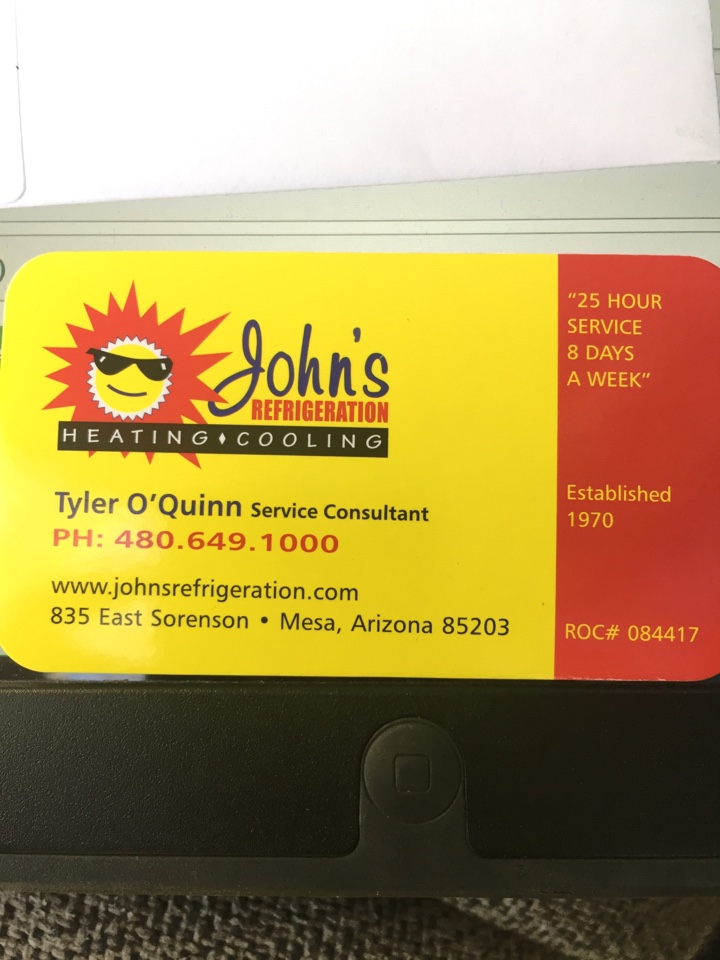 John's
REFRIGERATION
HEATING♦COOLING
Tyler O'Quinn Service Consultant
PH: 480.649.1000
www.johnsrefrigeration.com
835 East Sorenson • Mesa, Arizona 85203
"25 HOUR
SERVICE
8 DAYS
A WEEK"
Established
1970
ROC# 084417